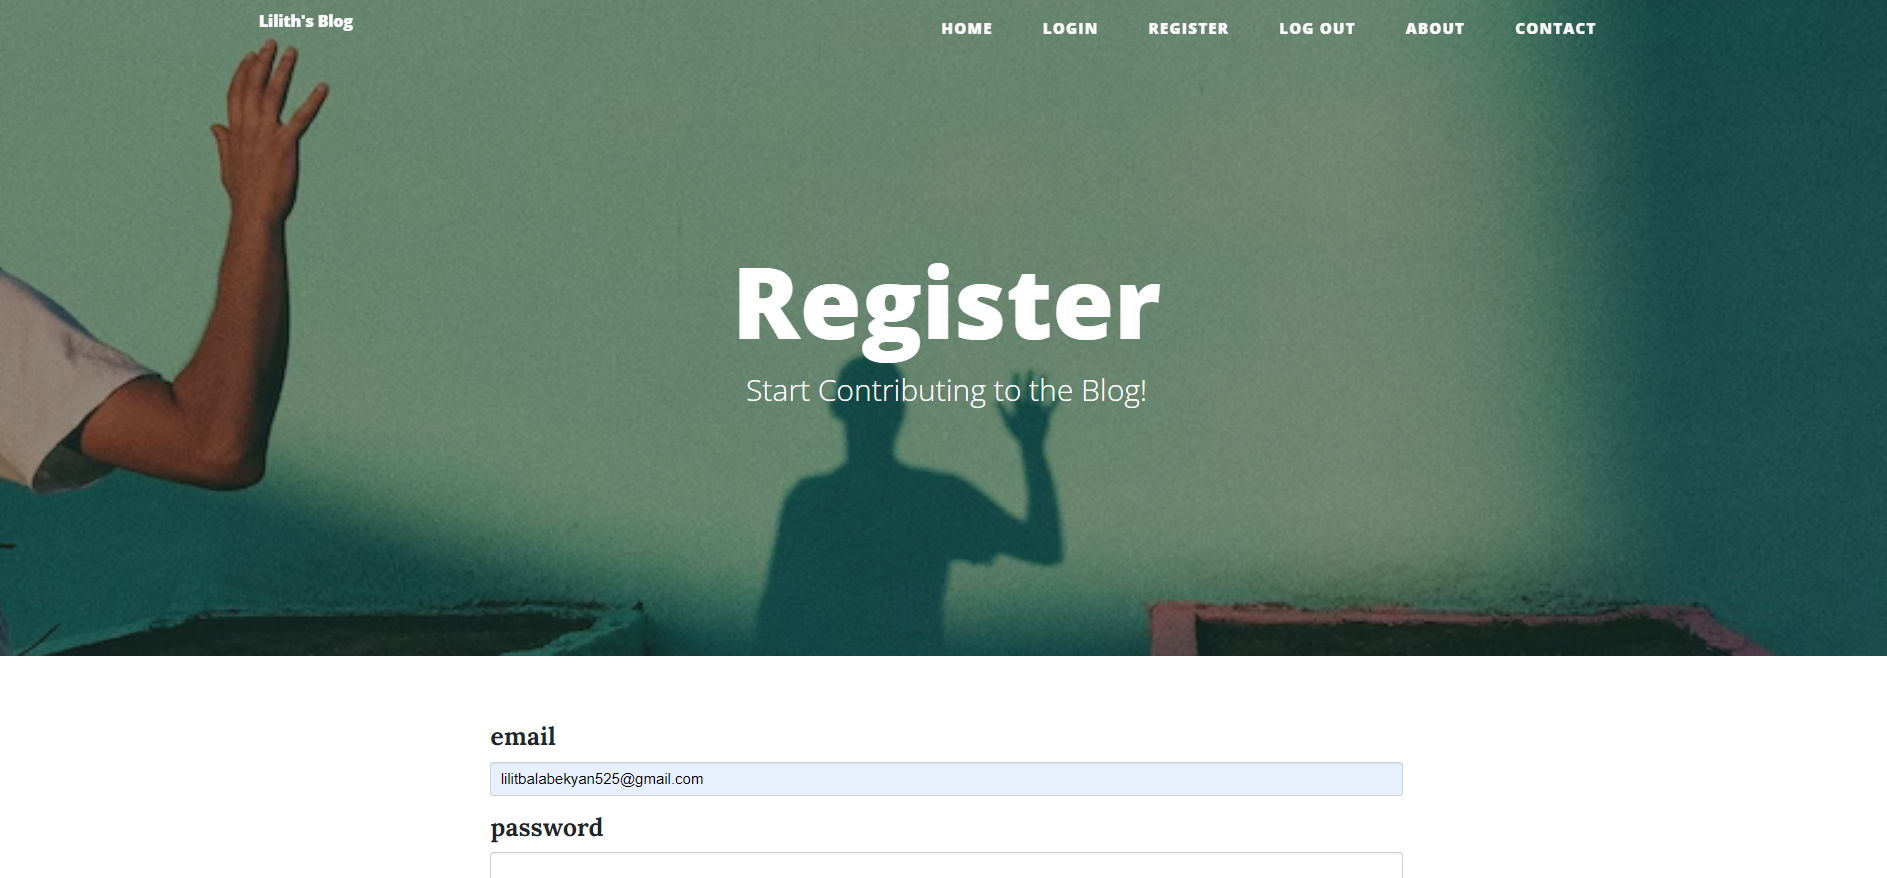 Lilith's Blog
HOME LOGIN REGISTER LOG OUT ABOUT CONTACT
Register
Start Contributing to the Blog!
email
lilitbalabekyan525@gmail.com
password